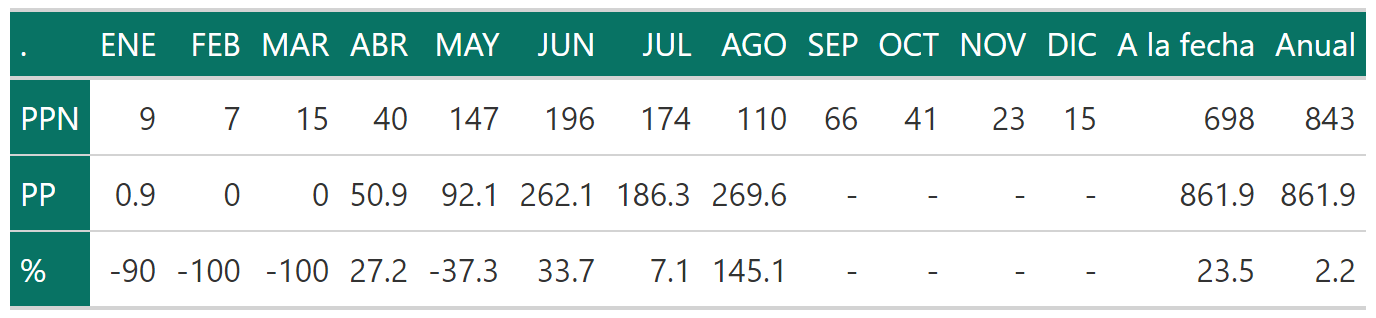 . ENE FEB MAR ABR MAY JUN JUL AGO SEP OCT NOV DIC A la fecha Anual
PPN 9 7 15 40 147 196 174 110 66 41 23 15 698 843
PP 0.9 0 0 50.9 92.1 262.1 186.3 269.6 - - - - 861.9 861.9
% -90 -100 -100 27.2 -37.3 33.7 7.1 145.1 - - - - 23.5 2.2